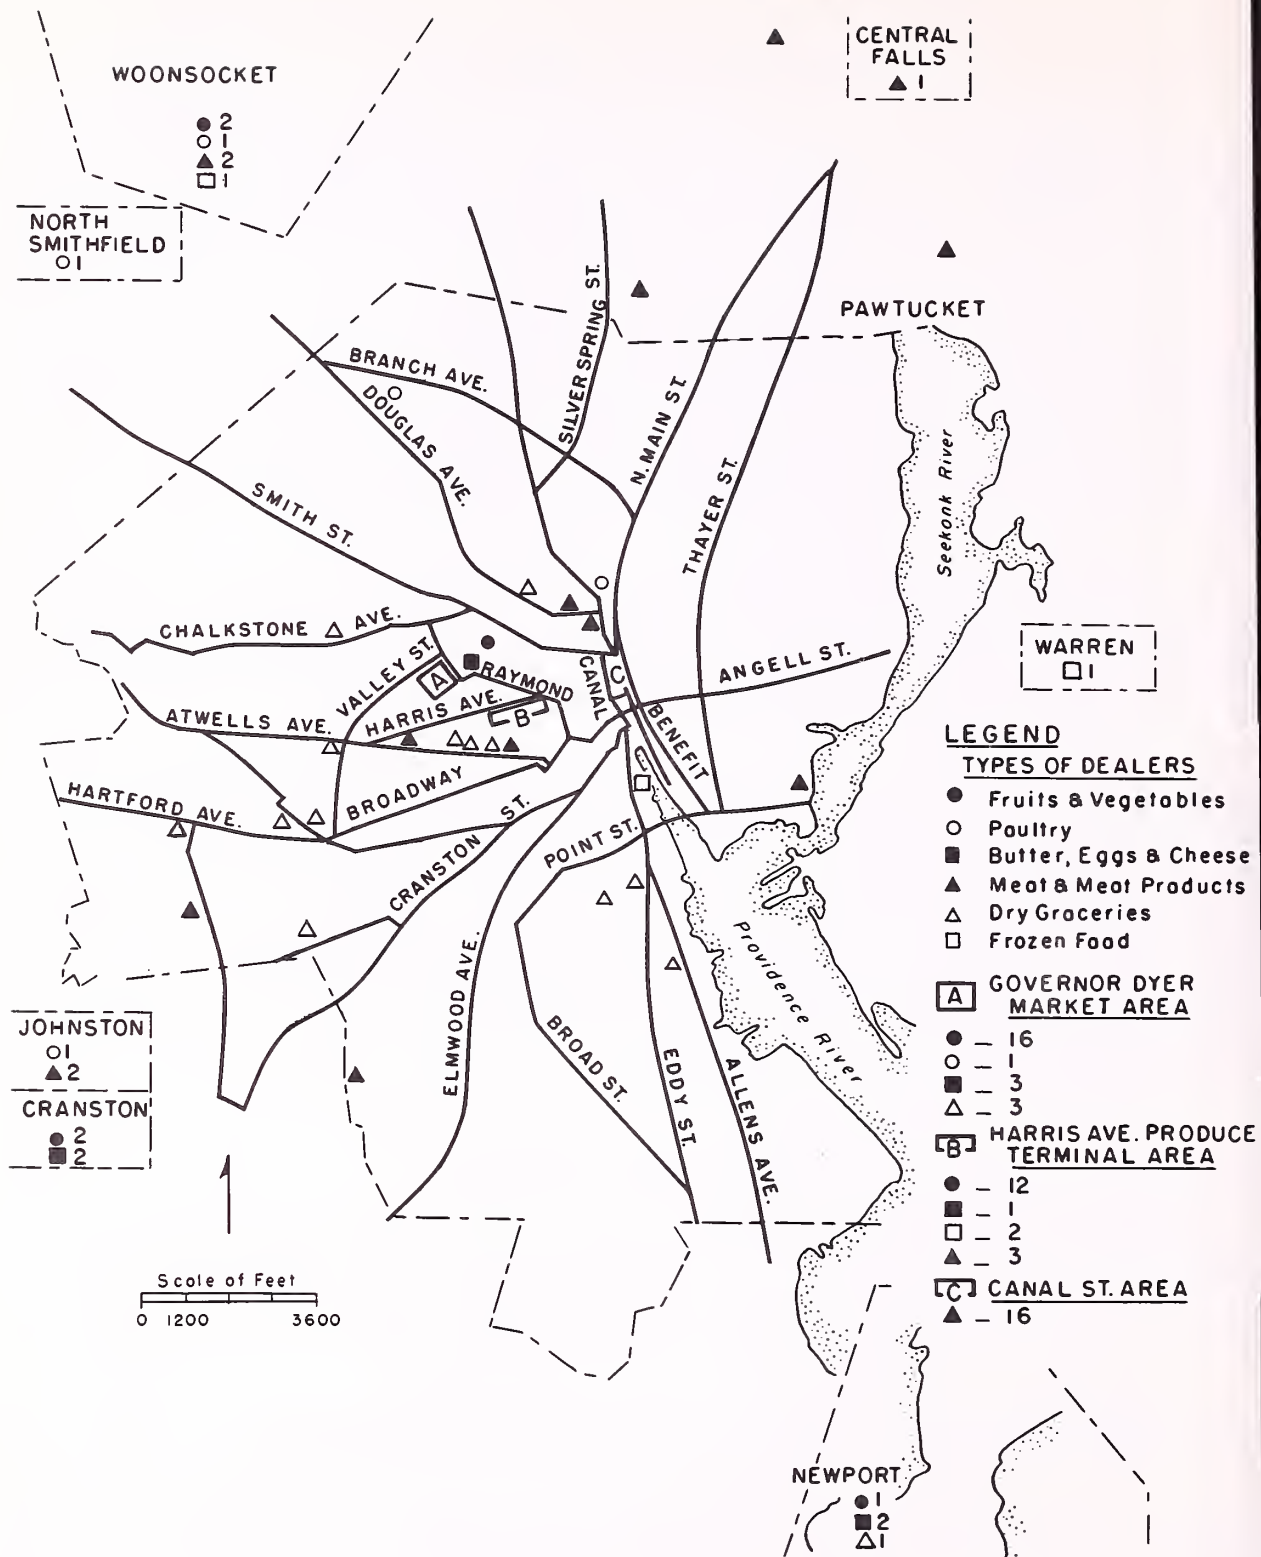 CENTRAL
FALLS
▲ 1
WOONSOCKET
● 2
○ 1
▲ 2
□ 1
NORTH
SMITHFIELD
○ 1
PAWTUCKET
SILVER SPRING ST.
BRANCH AVE.
DOUGLAS AVE.
N. MAIN ST.
THAYER ST.
Seekonk River
SMITH ST.
CHALKSTONE AVE.
VALLEY ST.
A
RAYMOND
CANAL
C
ANGELL ST.
WARREN
□ 1
ATWELLS AVE.
HARRIS AVE.
B
BENEFIT
BROADWAY
HARTFORD AVE.
CRANSTON ST.
POINT ST.
Providence River
ELMWOOD AVE.
BROAD ST.
EDDY ST.
ALLENS AVE.
JOHNSTON
○ 1
▲ 2
CRANSTON
● 2
■ 2
Scale of Feet
0 1200 3600
LEGEND
TYPES OF DEALERS
● Fruits & Vegetables
○ Poultry
■ Butter, Eggs & Cheese
▲ Meat & Meat Products
△ Dry Groceries
□ Frozen Food
A GOVERNOR DYER
MARKET AREA
● – 16
○ – 1
■ – 3
△ – 3
B HARRIS AVE. PRODUCE
TERMINAL AREA
● – 12
■ – 1
□ – 2
▲ – 3
C CANAL ST. AREA
▲ – 16
NEWPORT
● 1
■ 2
△ 1